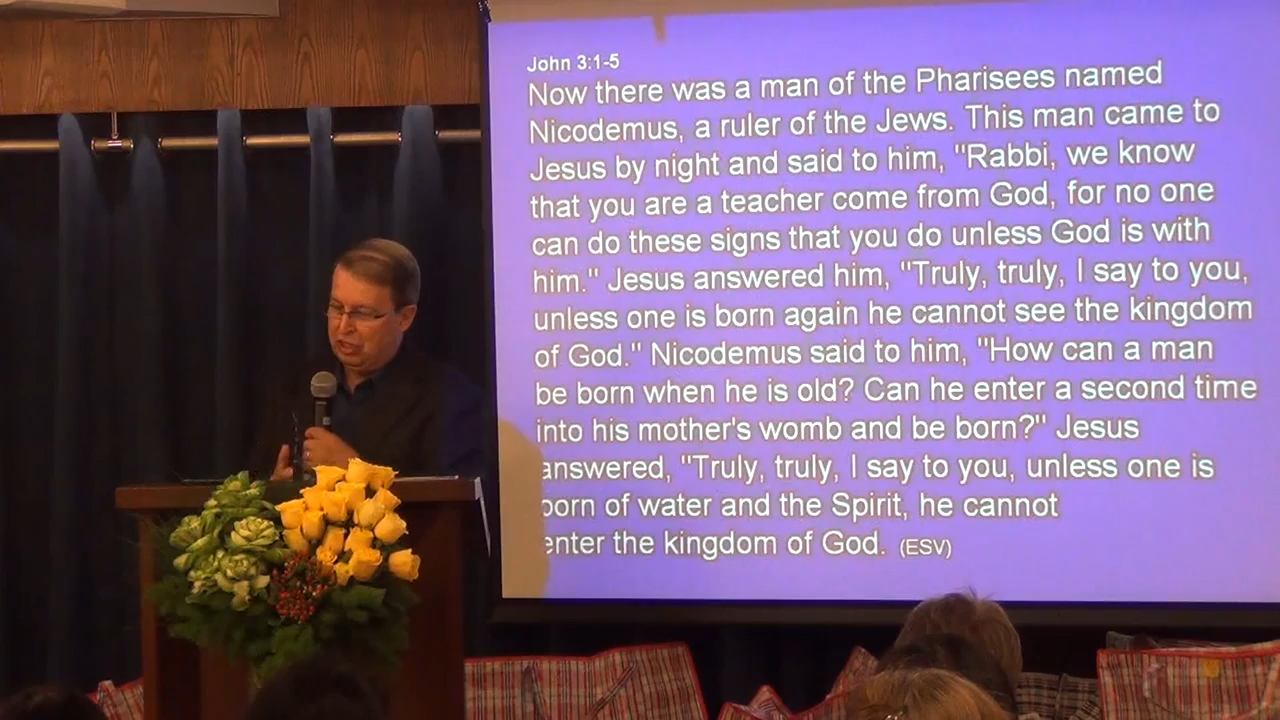 John 3:1-5
Now there was a man of the Pharisees named
Nicodemus, a ruler of the Jews. This man came to
Jesus by night and said to him, "Rabbi, we know
that you are a teacher come from God, for no one
can do these signs that you do unless God is with
him." Jesus answered him, "Truly, truly, I say to you,
unless one is born again he cannot see the kingdom
of God." Nicodemus said to him, "How can a man
be born when he is old? Can he enter a second time
into his mother's womb and be born?" Jesus
answered, "Truly, truly, I say to you, unless one is
born of water and the Spirit, he cannot
enter the kingdom of God. (ESV)